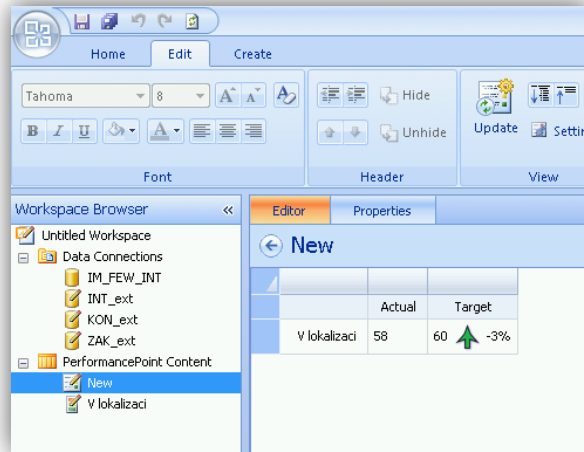 Home Edit Create
Tahoma 8 A A A Hide
B I U A Unhide Update Settin
Font Header View
Workspace Browser « Editor Properties
Untitled Workspace
New
Data Connections
IM_FEW_INT
INT_ext
Actual Target
KON_ext
ZAK_ext
V lokalizaci 58 60 -3%
PerformancePoint Content
New
V lokalizaci